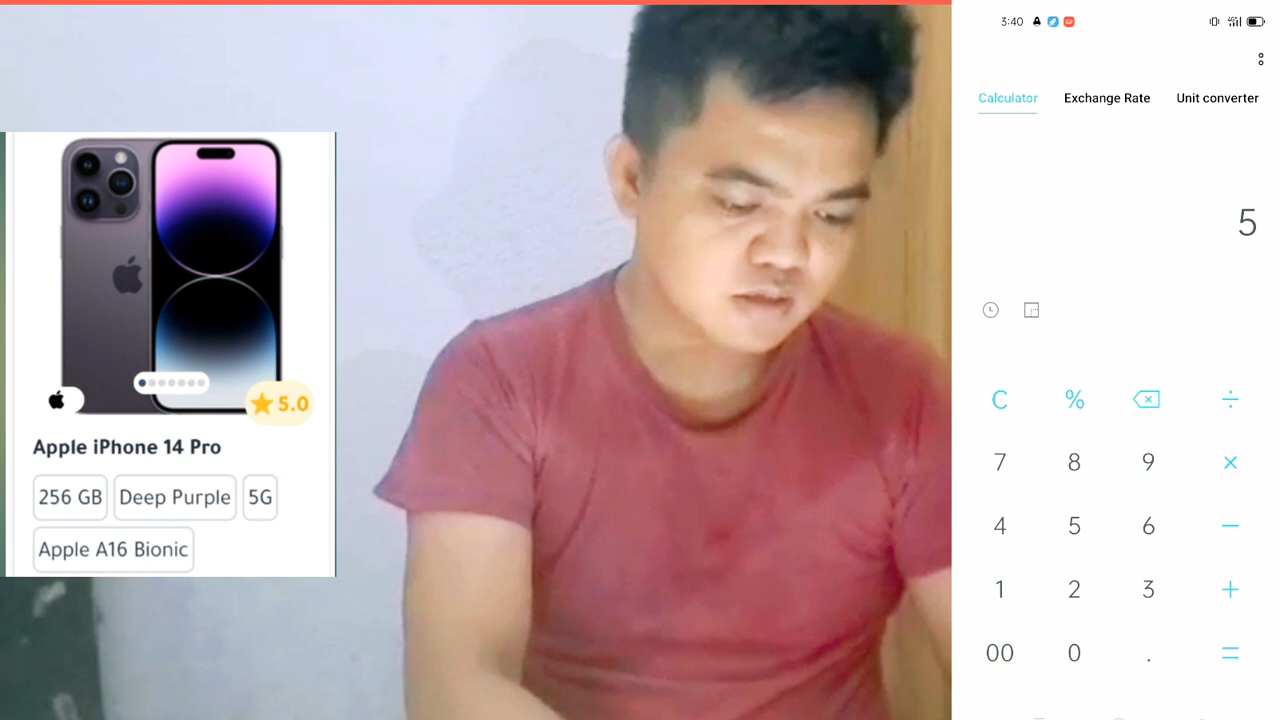 5.0
Apple iPhone 14 Pro
256 GB Deep Purple 5G
Apple A16 Bionic
3:40
Calculator Exchange Rate Unit converter
5
C % ÷
7 8 9 ×
4 5 6 −
1 2 3 +
00 0 . =